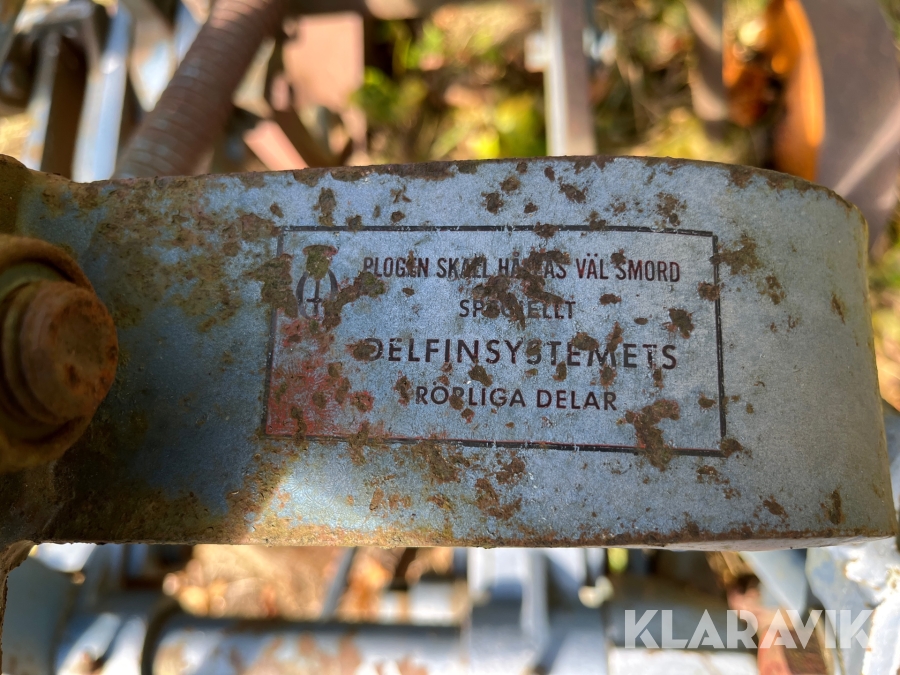 PLOGEN SKALL HÅLLAS VÄL SMORD
SPECIELLT
DELFINSYSTEMETS
RÖRLIGA DELAR
KLARAVIK